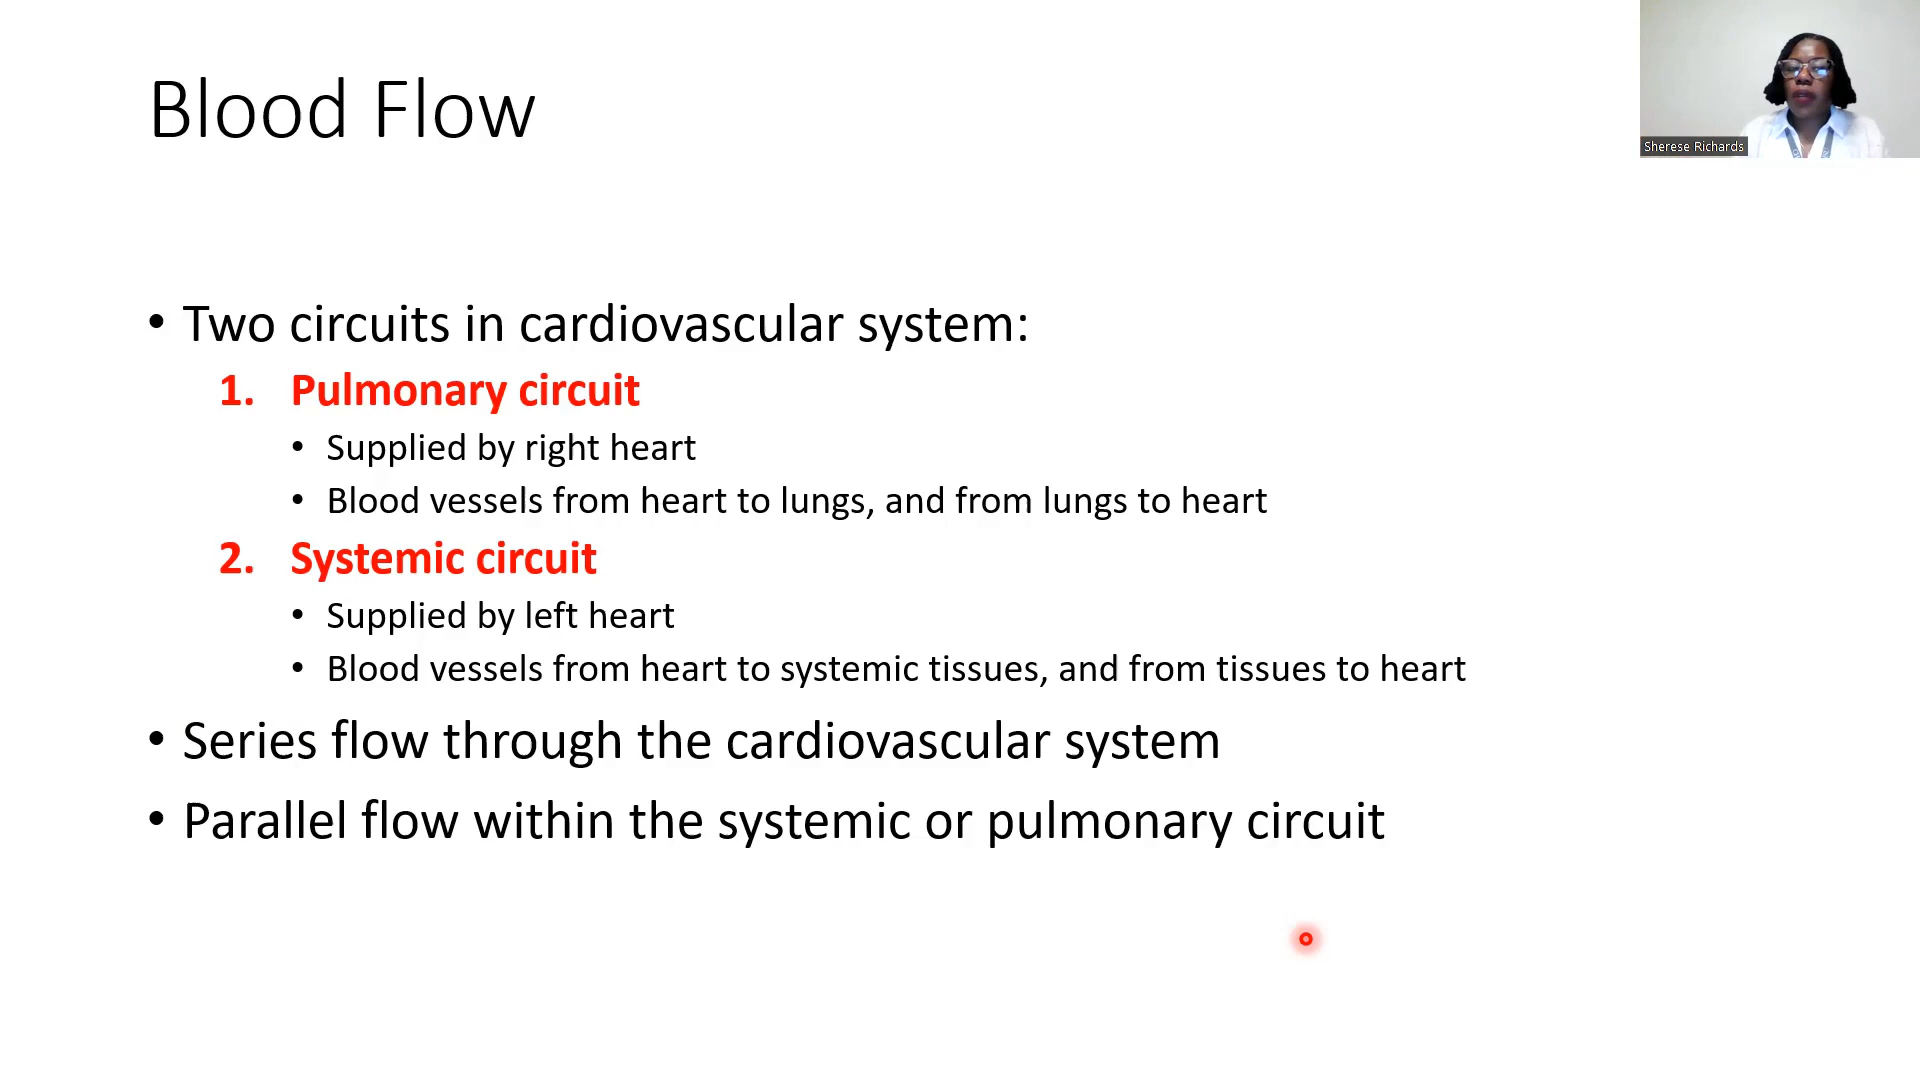 Blood Flow
Sherese Richards
• Two circuits in cardiovascular system:
1. Pulmonary circuit
• Supplied by right heart
• Blood vessels from heart to lungs, and from lungs to heart
2. Systemic circuit
• Supplied by left heart
• Blood vessels from heart to systemic tissues, and from tissues to heart
• Series flow through the cardiovascular system
• Parallel flow within the systemic or pulmonary circuit